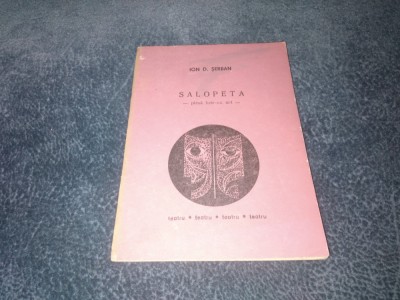 ION D. ȘERBAN
SALOPETA
— piesă într-un act —
teatru • teatru • teatru • teatru